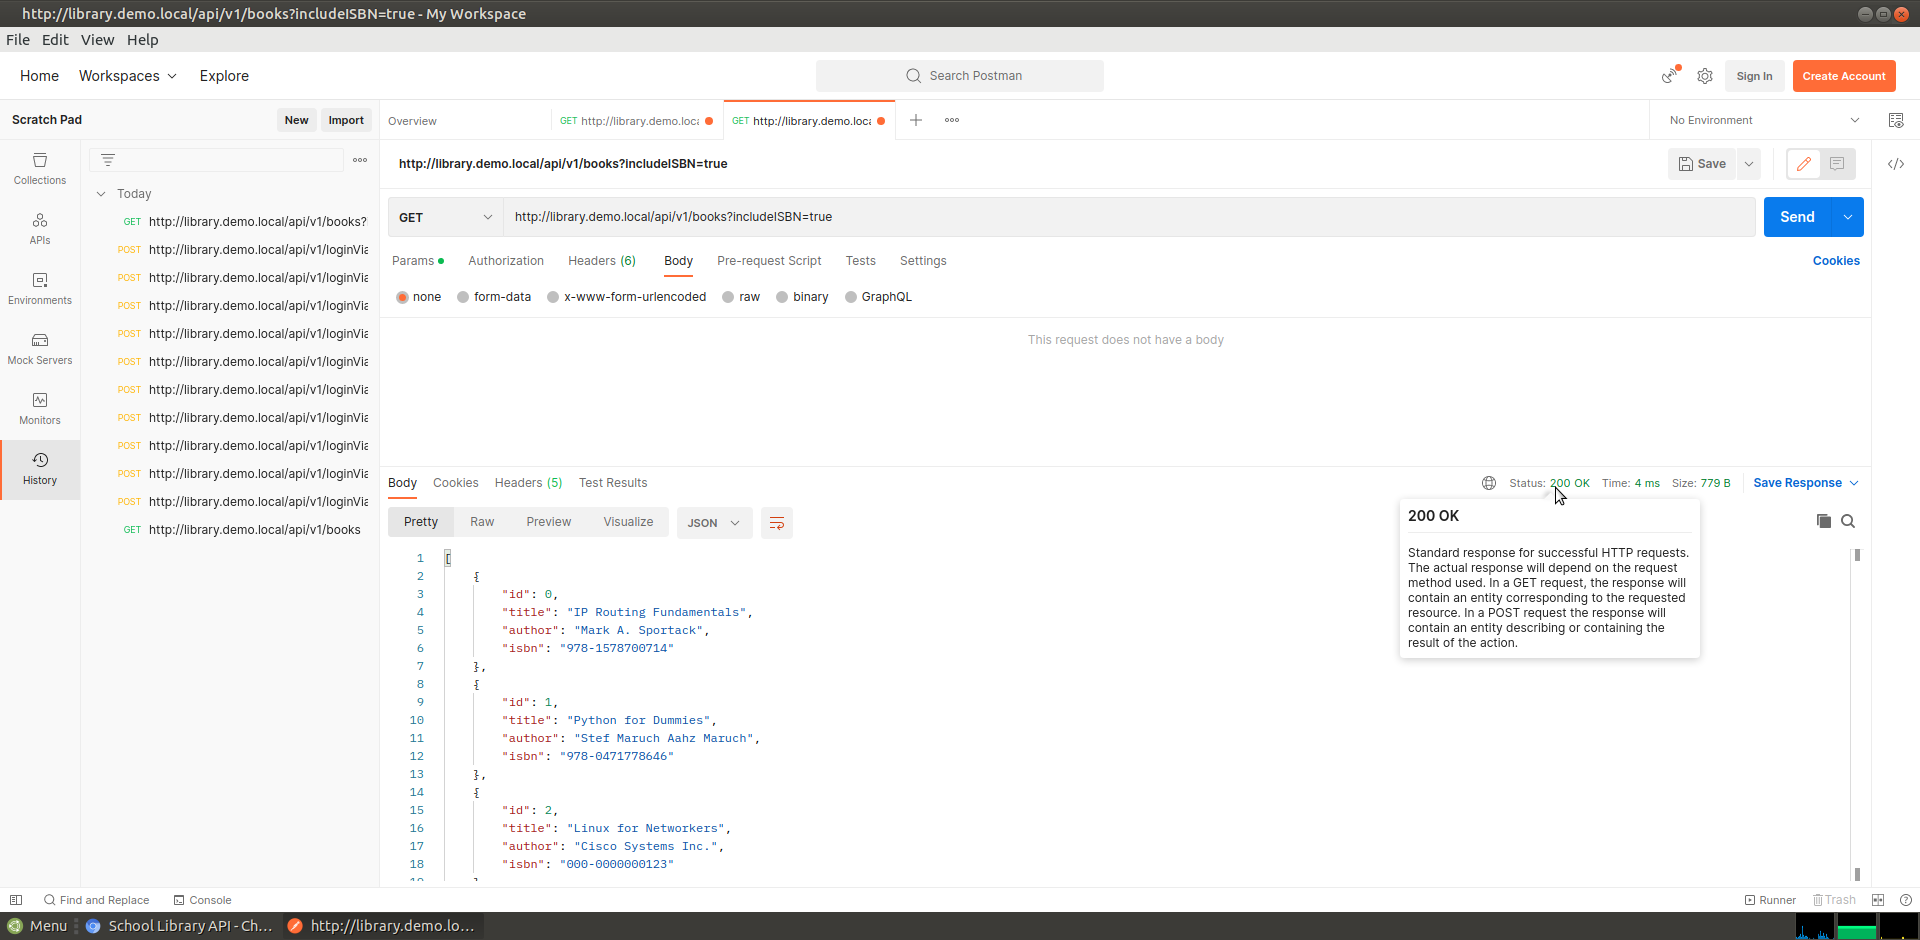 http://library.demo.local/api/v1/books?includeISBN=true - My Workspace
File Edit View Help
Home Workspaces Explore
Search Postman
Sign In
Create Account
Scratch Pad
New
Import
Overview
GET http://library.demo.loca
GET http://library.demo.loca
No Environment
Collections
APIs
Environments
Mock Servers
Monitors
History
Today
GET http://library.demo.local/api/v1/books?
POST http://library.demo.local/api/v1/loginVia
POST http://library.demo.local/api/v1/loginVia
POST http://library.demo.local/api/v1/loginVia
POST http://library.demo.local/api/v1/loginVia
POST http://library.demo.local/api/v1/loginVia
POST http://library.demo.local/api/v1/loginVia
POST http://library.demo.local/api/v1/loginVia
POST http://library.demo.local/api/v1/loginVia
POST http://library.demo.local/api/v1/loginVia
POST http://library.demo.local/api/v1/loginVia
GET http://library.demo.local/api/v1/books
http://library.demo.local/api/v1/books?includeISBN=true
Save
GET
http://library.demo.local/api/v1/books?includeISBN=true
Send
Params Authorization Headers (6) Body Pre-request Script Tests Settings
Cookies
none form-data x-www-form-urlencoded raw binary GraphQL
This request does not have a body
Body Cookies Headers (5) Test Results
Status: 200 OK Time: 4 ms Size: 779 B
Save Response
Pretty Raw Preview Visualize JSON
200 OK
Standard response for successful HTTP requests.
The actual response will depend on the request
method used. In a GET request, the response will
contain an entity corresponding to the requested
resource. In a POST request the response will
contain an entity describing or containing the
result of the action.
1 [
2 {
3 "id": 0,
4 "title": "IP Routing Fundamentals",
5 "author": "Mark A. Sportack",
6 "isbn": "978-1578700714"
7 },
8 {
9 "id": 1,
10 "title": "Python for Dummies",
11 "author": "Stef Maruch Aahz Maruch",
12 "isbn": "978-0471778646"
13 },
14 {
15 "id": 2,
16 "title": "Linux for Networkers",
17 "author": "Cisco Systems Inc.",
18 "isbn": "000-0000000123"
Find and Replace
Console
Runner
Trash
Menu
School Library API - Ch...
http://library.demo.lo...